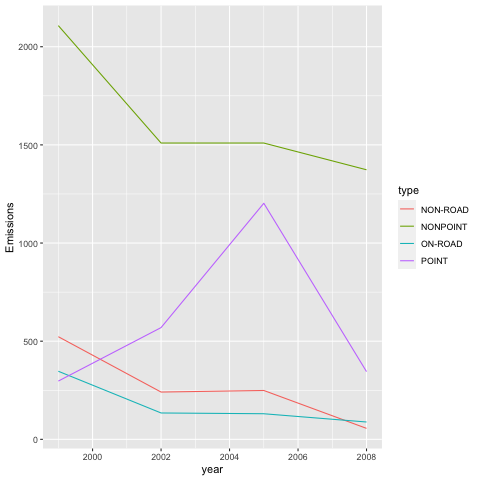 2000
1500
1000
500
0
Emissions
2000
2002
2004
2006
2008
year
type
NON-ROAD
NONPOINT
ON-ROAD
POINT